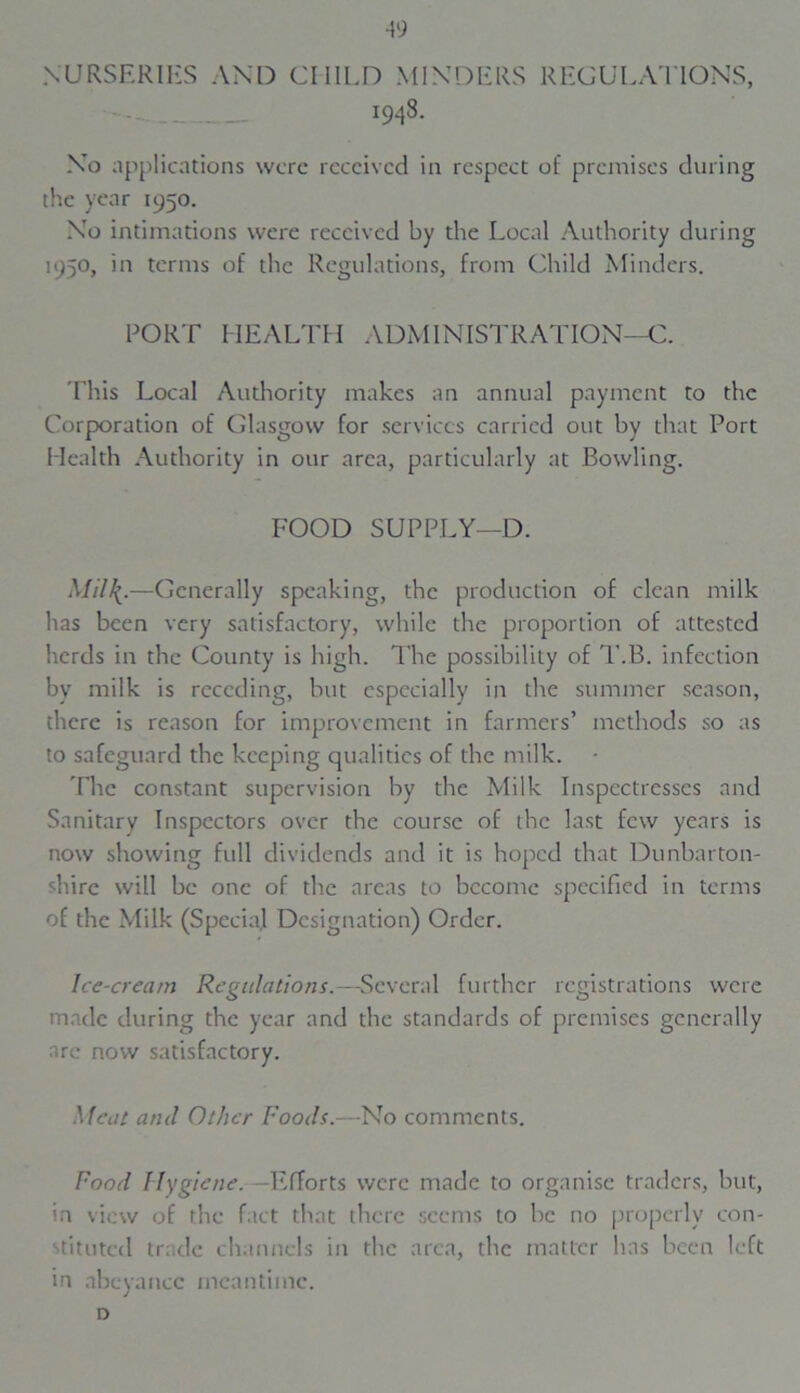 49
NURSERIES AND CHILD MINDERS REGULATIONS,
1948.
No applications were received in respect of premises during
the year 1950.
No intimations were received by the Local Authority during
1950, in terms of the Regulations, from Child Minders.
PORT HEALTH ADMINISTRATION—C.
This Local Authority makes an annual payment to the
Corporation of Glasgow for services carried out by that Port
Health Authority in our area, particularly at Bowling.
FOOD SUPPLY—D.
Milk.—Generally speaking, the production of clean milk
has been very satisfactory, while the proportion of attested
herds in the County is high. The possibility of T.B. infection
by milk is receding, but especially in the summer season,
there is reason for improvement in farmers' methods so as
to safeguard the keeping qualities of the milk.
The constant supervision by the Milk Inspectresses and
Sanitary Inspectors over the course of the last few years is
now showing full dividends and it is hoped that Dunbarton-
shire will be one of the areas to become specified in terms
of the Milk (Special Designation) Order.
Ice-cream Regulations.—Several further registrations were
made during the year and the standards of premises generally
are now satisfactory.
Meat and Other Foods.—No comments.
Food Hygiene.—Efforts were made to organise traders, but,
in view of the fact that there seems to be no properly con-
stituted trade channels in the area, the matter has been left
in abeyance meantime.
D